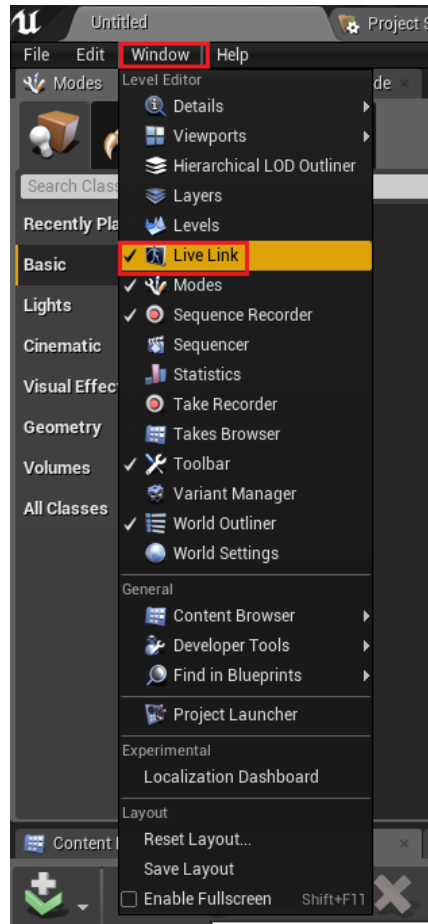 Untitled
Project S
File Edit Window Help
Modes
de
Level Editor
Details
Viewports
Hierarchical LOD Outliner
Search Class
Layers
Recently Pla
Levels
Basic
Live Link
Modes
Lights
Sequence Recorder
Cinematic
Sequencer
Visual Effec
Statistics
Take Recorder
Geometry
Takes Browser
Volumes
Toolbar
All Classes
Variant Manager
World Outliner
World Settings
General
Content Browser
Developer Tools
Find in Blueprints
Project Launcher
Experimental
Localization Dashboard
Layout
Content
Reset Layout...
Save Layout
Enable Fullscreen Shift+F11